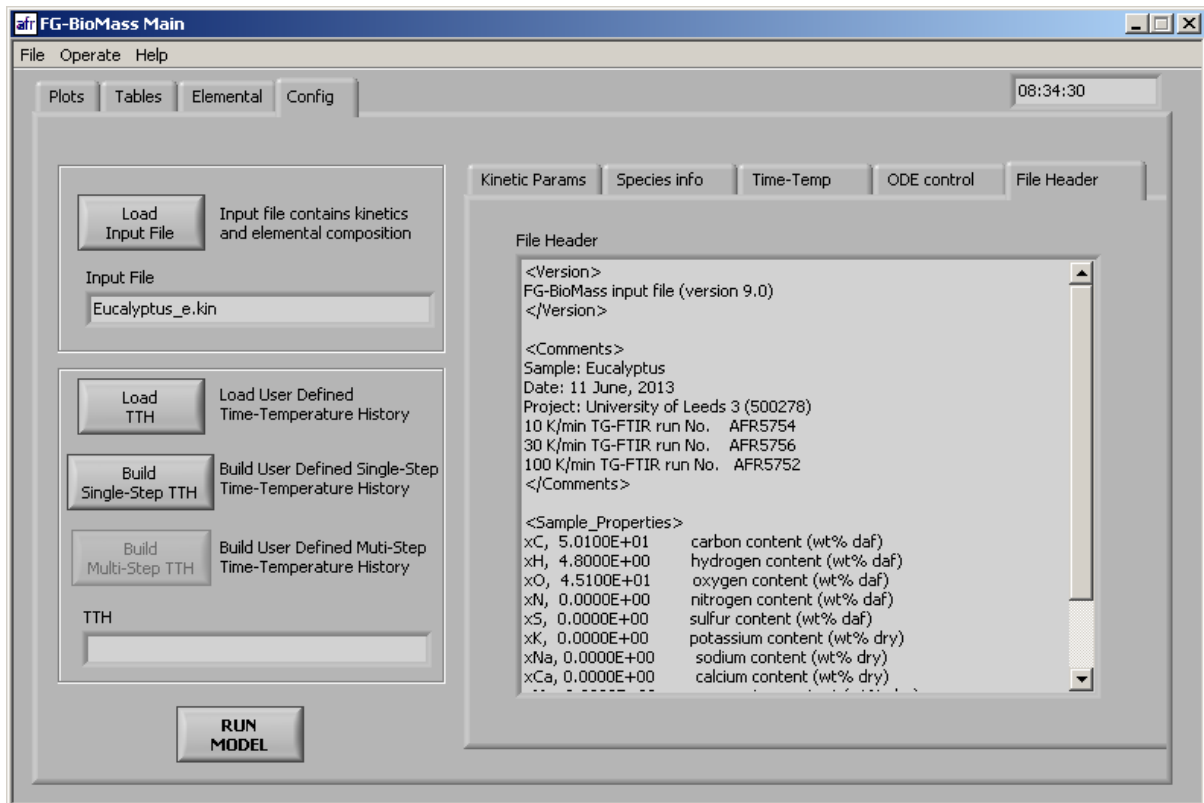 afr FG-BioMass Main
File Operate Help
Plots Tables Elemental Config
08:34:30
Load
Input File
Input file contains kinetics
and elemental composition
Input File
Eucalyptus_e.kin
Load
TTH
Load User Defined
Time-Temperature History
Build
Single-Step TTH
Build User Defined Single-Step
Time-Temperature History
Build
Multi-Step TTH
Build User Defined Muti-Step
Time-Temperature History
TTH
RUN
MODEL
Kinetic Params Species info Time-Temp ODE control File Header
File Header
<Version>
FG-BioMass input file (version 9.0)
</Version>
<Comments>
Sample: Eucalyptus
Date: 11 June, 2013
Project: University of Leeds 3 (500278)
10 K/min TG-FTIR run No. AFR5754
30 K/min TG-FTIR run No. AFR5756
100 K/min TG-FTIR run No. AFR5752
</Comments>
<Sample_Properties>
xC, 5.0100E+01 carbon content (wt% daf)
xH, 4.8000E+00 hydrogen content (wt% daf)
xO, 4.5100E+01 oxygen content (wt% daf)
xN, 0.0000E+00 nitrogen content (wt% daf)
xS, 0.0000E+00 sulfur content (wt% daf)
xK, 0.0000E+00 potassium content (wt% dry)
xNa, 0.0000E+00 sodium content (wt% dry)
xCa, 0.0000E+00 calcium content (wt% dry)